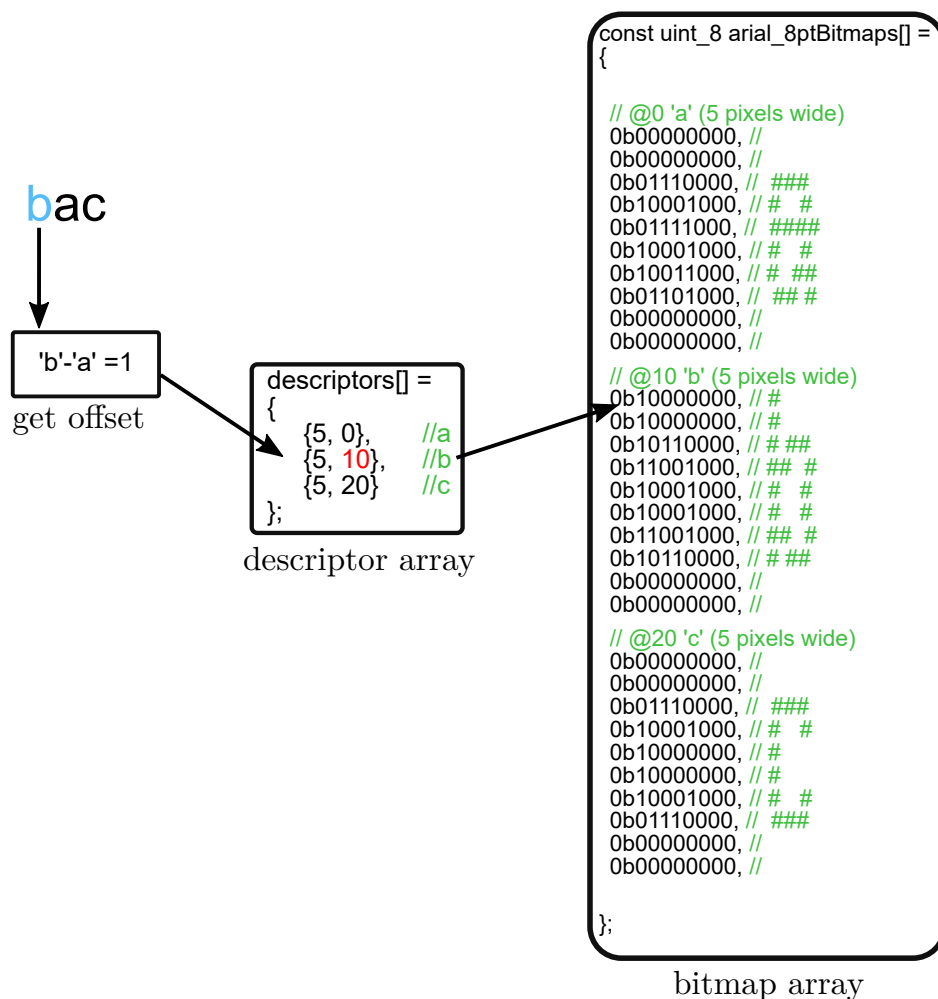 bac
'b'-'a' =1
get offset
descriptors[] =
{
{5, 0}, //a
{5, 10}, //b
{5, 20} //c
};
descriptor array
const uint_8 arial_8ptBitmaps[] =
{
// @0 'a' (5 pixels wide)
0b00000000, //
0b00000000, //
0b01110000, //  ###
0b10001000, // #   #
0b01111000, //  ####
0b10001000, // #   #
0b10011000, // #  ##
0b01101000, //  ## #
0b00000000, //
0b00000000, //
// @10 'b' (5 pixels wide)
0b10000000, // #
0b10000000, // #
0b10110000, // # ##
0b11001000, // ##  #
0b10001000, // #   #
0b10001000, // #   #
0b11001000, // ##  #
0b10110000, // # ##
0b00000000, //
0b00000000, //
// @20 'c' (5 pixels wide)
0b00000000, //
0b00000000, //
0b01110000, //  ###
0b10001000, // #   #
0b10000000, // #
0b10000000, // #
0b10001000, // #   #
0b01110000, //  ###
0b00000000, //
0b00000000, //
};
bitmap array